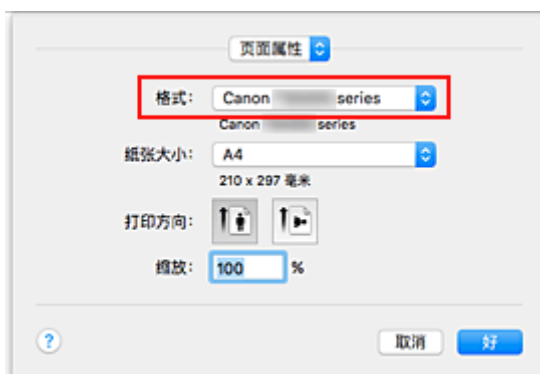 页面属性
格式： Canon series
Canon series
纸张大小： A4
210 x 297 毫米
打印方向：
缩放： 100 %
?
取消 好